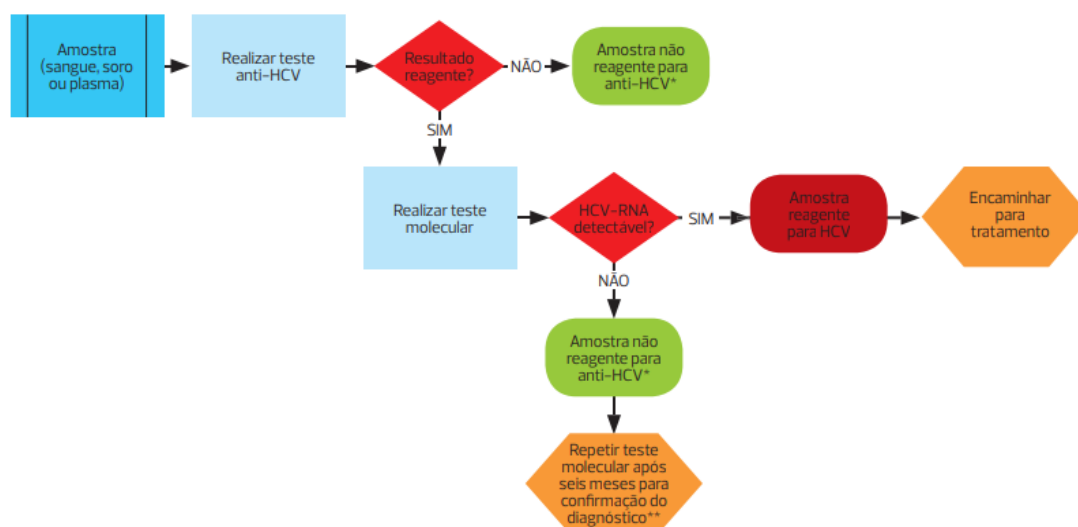 Amostra
(sangue, soro
ou plasma)
Realizar teste
anti-HCV
Resultado
reagente?
NÃO
Amostra não
reagente para
anti-HCV*
SIM
Realizar teste
molecular
HCV-RNA
detectável?
SIM
Amostra
reagente
para HCV
Encaminhar
para
tratamento
NÃO
Amostra não
reagente para
anti-HCV*
Repetir teste
molecular após
seis meses para
confirmação do
diagnóstico**